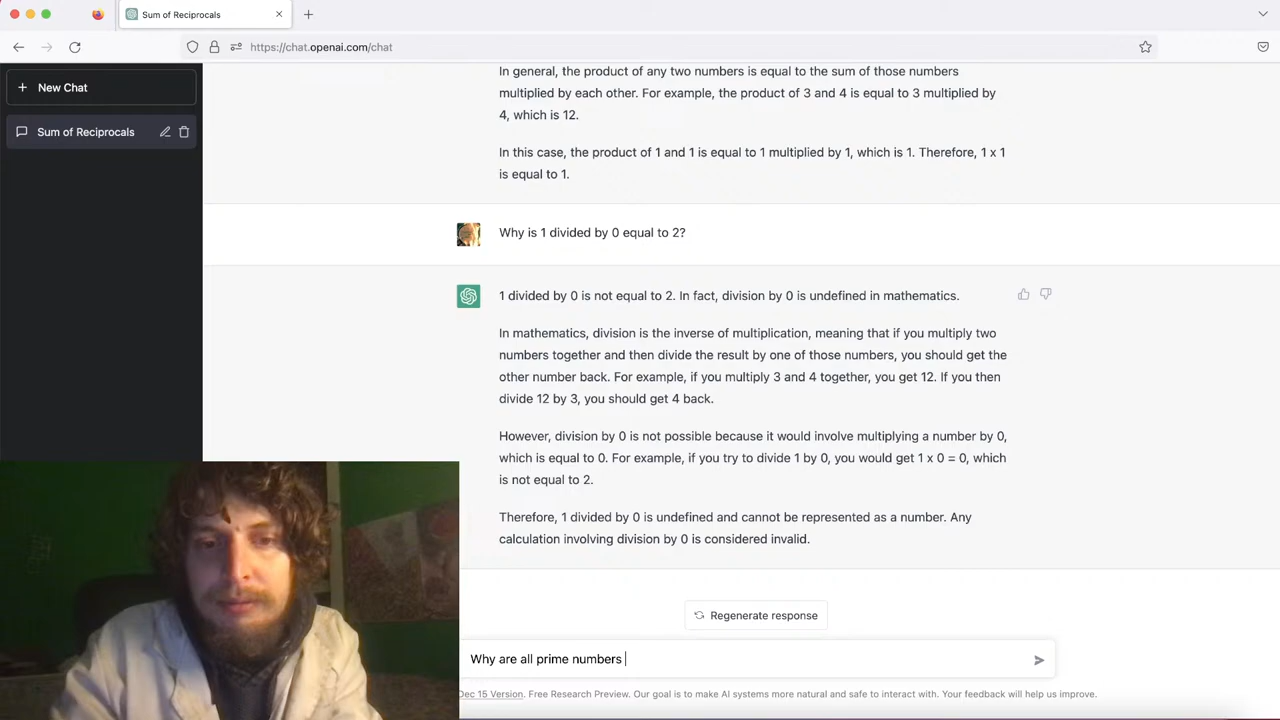 Sum of Reciprocals
https://chat.openai.com/chat
New Chat
Sum of Reciprocals
In general, the product of any two numbers is equal to the sum of those numbers
multiplied by each other. For example, the product of 3 and 4 is equal to 3 multiplied by
4, which is 12.
In this case, the product of 1 and 1 is equal to 1 multiplied by 1, which is 1. Therefore, 1 x 1
is equal to 1.
Why is 1 divided by 0 equal to 2?
1 divided by 0 is not equal to 2. In fact, division by 0 is undefined in mathematics.
In mathematics, division is the inverse of multiplication, meaning that if you multiply two
numbers together and then divide the result by one of those numbers, you should get the
other number back. For example, if you multiply 3 and 4 together, you get 12. If you then
divide 12 by 3, you should get 4 back.
However, division by 0 is not possible because it would involve multiplying a number by 0,
which is equal to 0. For example, if you try to divide 1 by 0, you would get 1 x 0 = 0, which
is not equal to 2.
Therefore, 1 divided by 0 is undefined and cannot be represented as a number. Any
calculation involving division by 0 is considered invalid.
Regenerate response
Why are all prime numbers
Dec 15 Version. Free Research Preview. Our goal is to make AI systems more natural and safe to interact with. Your feedback will help us improve.